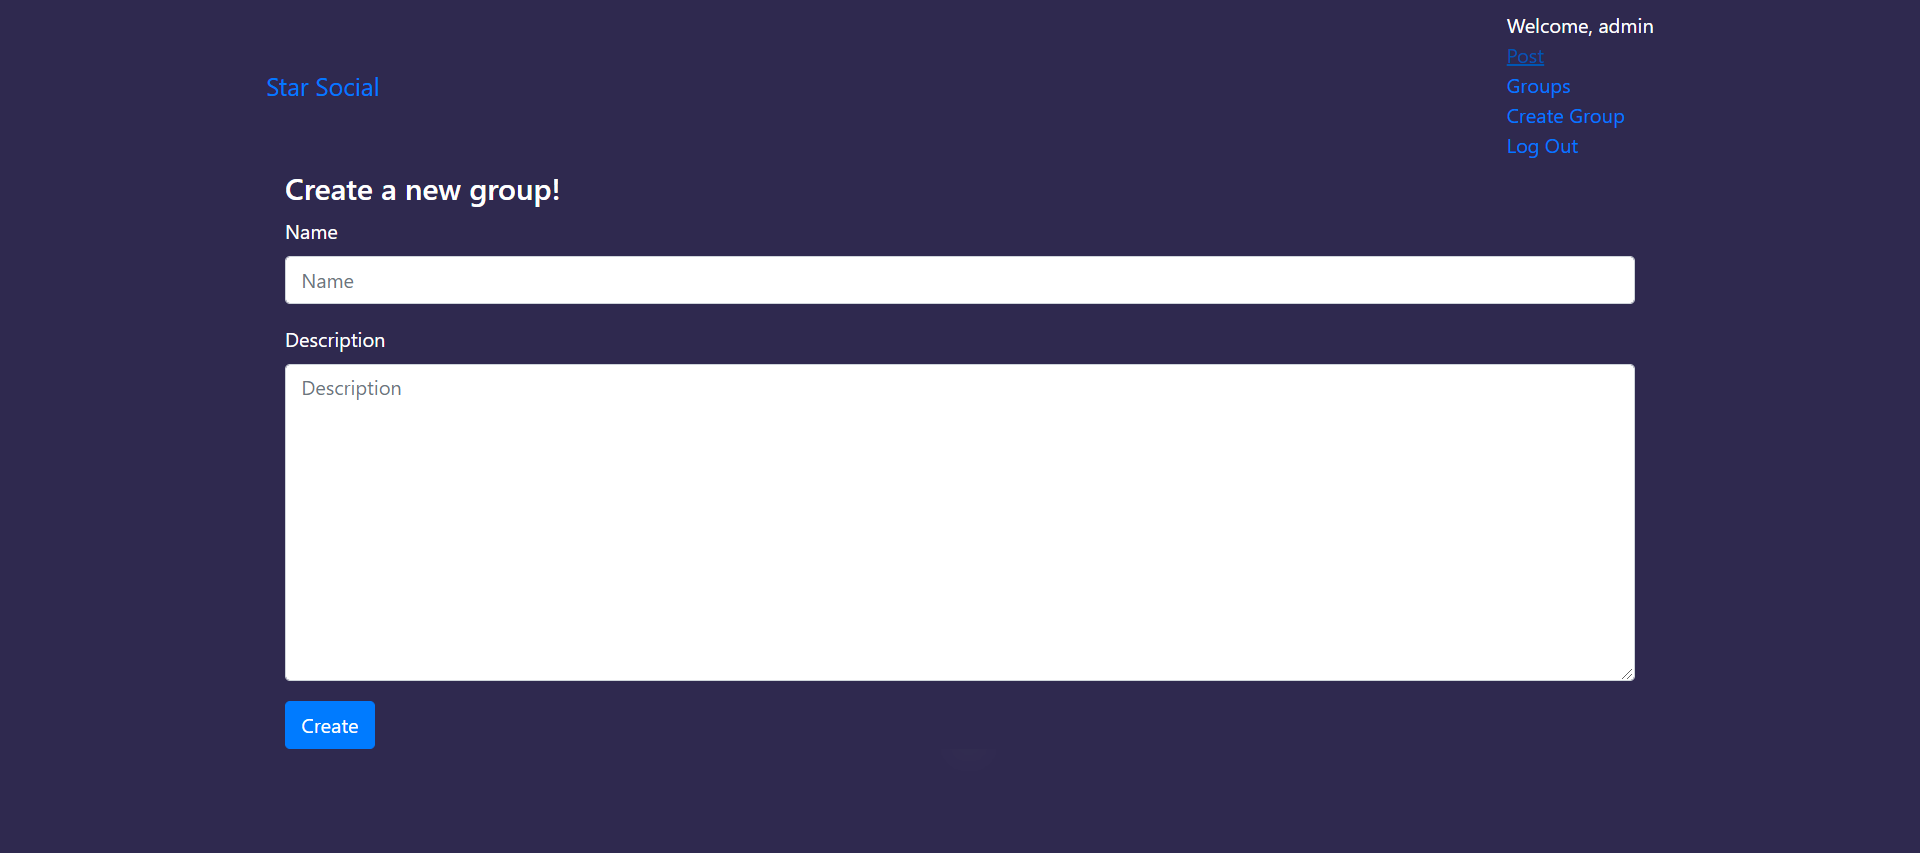 Welcome, admin
Post
Star Social
Groups
Create Group
Log Out
Create a new group!
Name
Name
Description
Description
Create